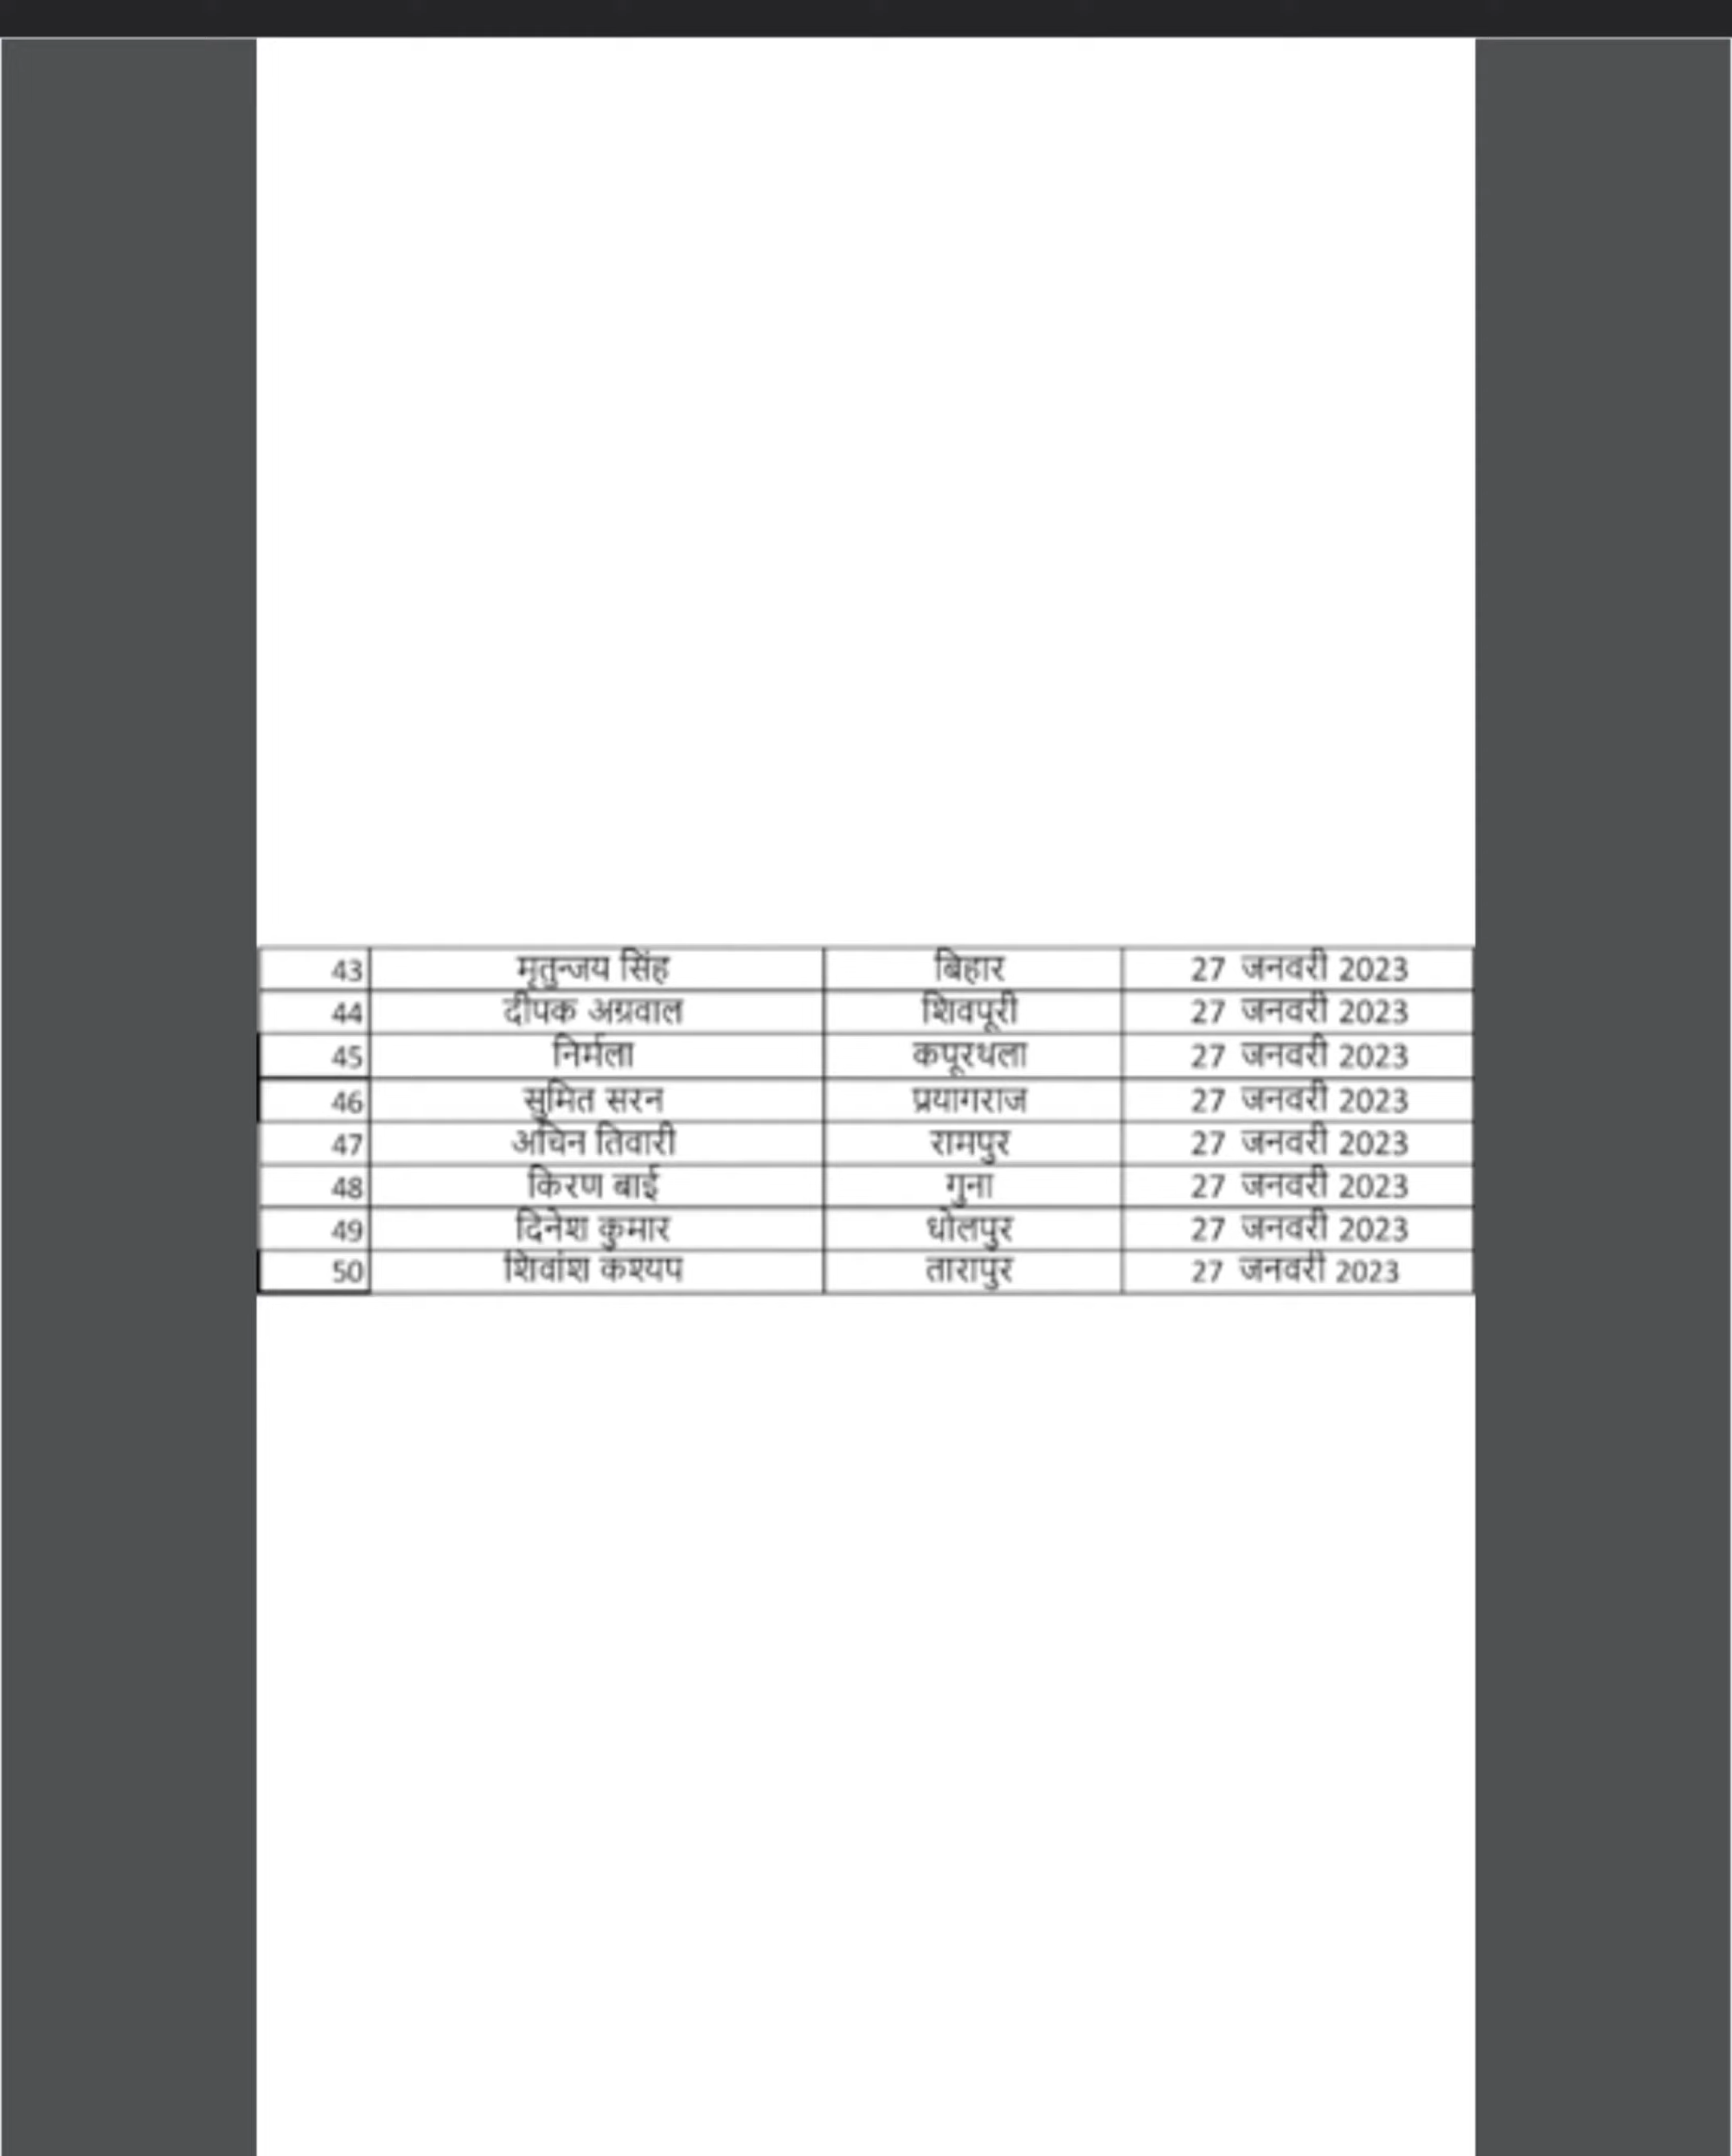 43 मृतुन्जय सिंह बिहार 27 जनवरी 2023
44 दीपक अग्रवाल शिवपूरी 27 जनवरी 2023
45 निर्मला कपूरथला 27 जनवरी 2023
46 सुमित सरन प्रयागराज 27 जनवरी 2023
47 अचिन तिवारी रामपुर 27 जनवरी 2023
48 किरण बाई गुना 27 जनवरी 2023
49 दिनेश कुमार धोलपुर 27 जनवरी 2023
50 शिवांश कश्यप तारापुर 27 जनवरी 2023